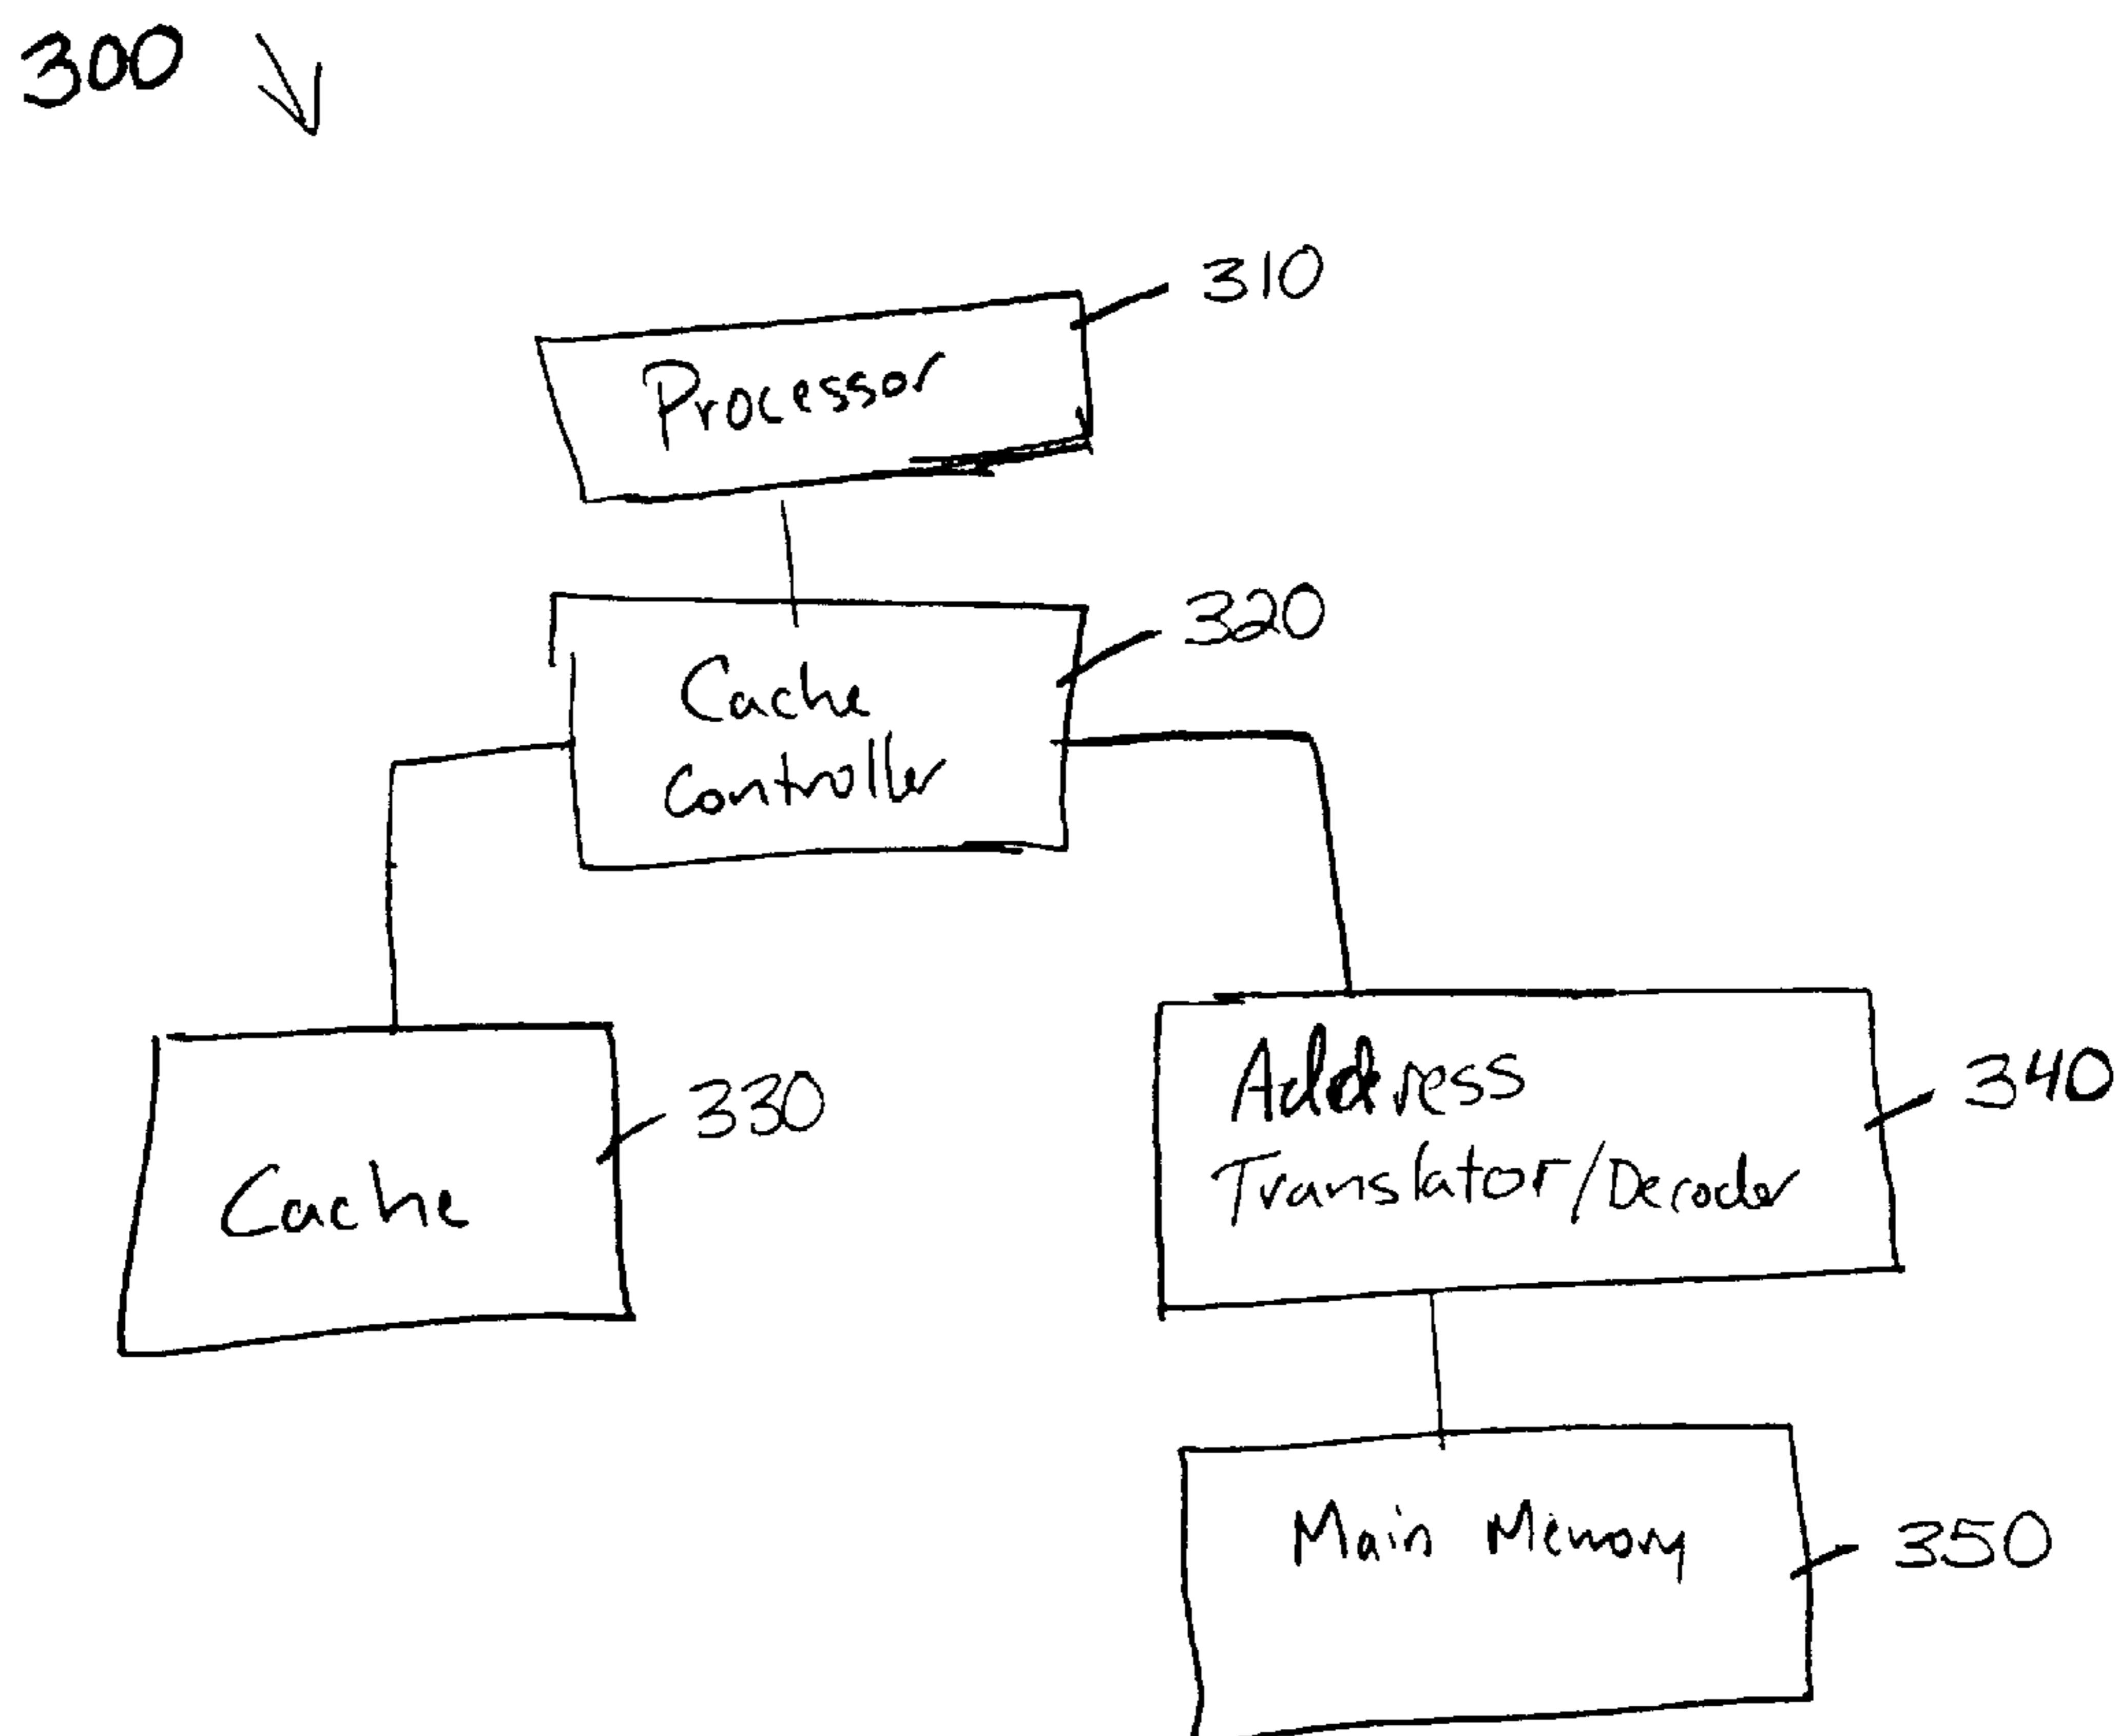 300
310
Processor
320
Cache
Controller
330
Cache
340
Address
Translator/Decoder
Main Memory
350